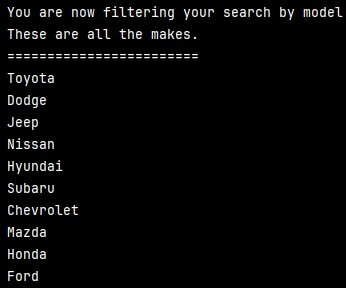 You are now filtering your search by model
These are all the makes.
========================
Toyota
Dodge
Jeep
Nissan
Hyundai
Subaru
Chevrolet
Mazda
Honda
Ford